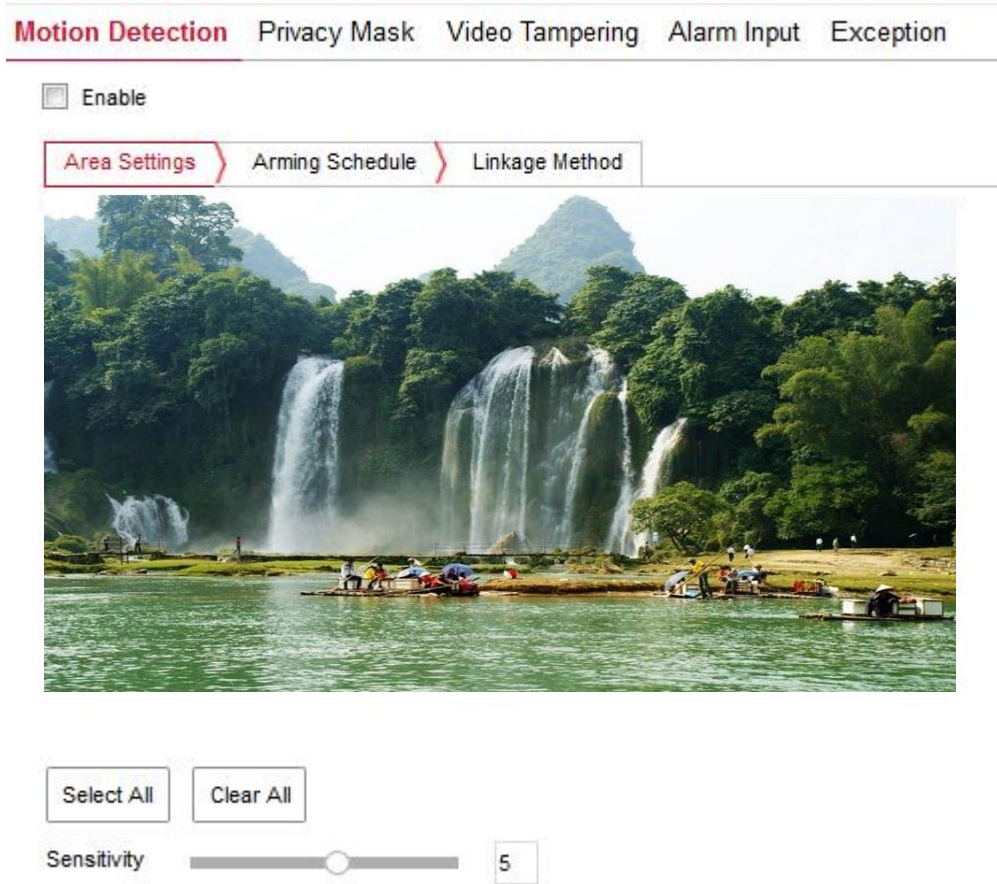 Motion Detection Privacy Mask Video Tampering Alarm Input Exception
Enable
Area Settings Arming Schedule Linkage Method
Select All Clear All
Sensitivity 5